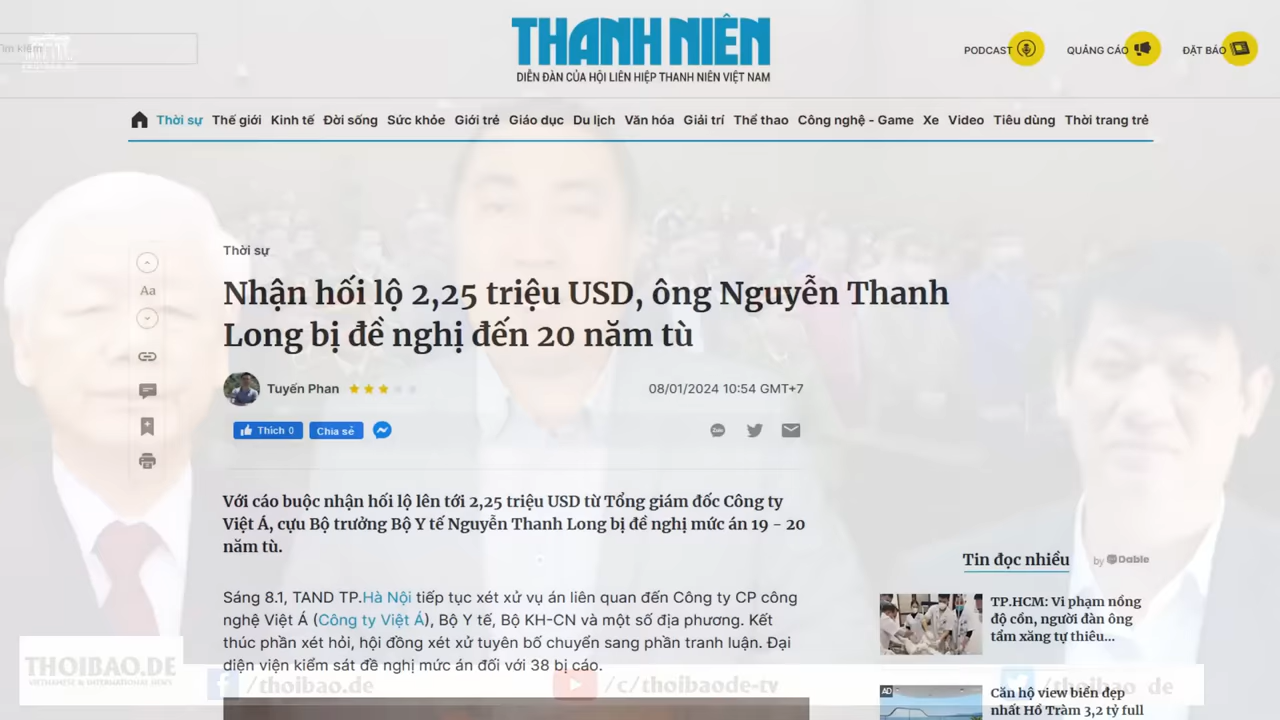 Tìm kiếm
THANH NIÊN
DIỄN ĐÀN CỦA HỘI LIÊN HIỆP THANH NIÊN VIỆT NAM
PODCAST QUẢNG CÁO ĐẶT BÁO
Thời sự Thế giới Kinh tế Đời sống Sức khỏe Giới trẻ Giáo dục Du lịch Văn hóa Giải trí Thể thao Công nghệ - Game Xe Video Tiêu dùng Thời trang trẻ
Thời sự
Aa
Nhận hối lộ 2,25 triệu USD, ông Nguyễn Thanh
Long bị đề nghị đến 20 năm tù
Tuyến Phan 08/01/2024 10:54 GMT+7
Thích 0 Chia sẻ
Zalo
Với cáo buộc nhận hối lộ lên tới 2,25 triệu USD từ Tổng giám đốc Công ty
Việt Á, cựu Bộ trưởng Bộ Y tế Nguyễn Thanh Long bị đề nghị mức án 19 - 20
năm tù.
Sáng 8.1, TAND TP.Hà Nội tiếp tục xét xử vụ án liên quan đến Công ty CP công
nghệ Việt Á (Công ty Việt Á), Bộ Y tế, Bộ KH-CN và một số địa phương. Kết
thúc phần xét hỏi, hội đồng xét xử tuyên bố chuyển sang phần tranh luận. Đại
diện viện kiểm sát đề nghị mức án đối với 38 bị cáo.
Tin đọc nhiều by Dable
TP.HCM: Vi phạm nồng
độ cồn, người đàn ông
tẩm xăng tự thiêu...
AD
Căn hộ view biển đẹp
nhất Hồ Tràm 3,2 tỷ full
THOIBAO.DE
VIETNAMESE & INTERNATIONAL NEWS
/thoibao.de
/c/thoibaode-tv
/thoibao_de